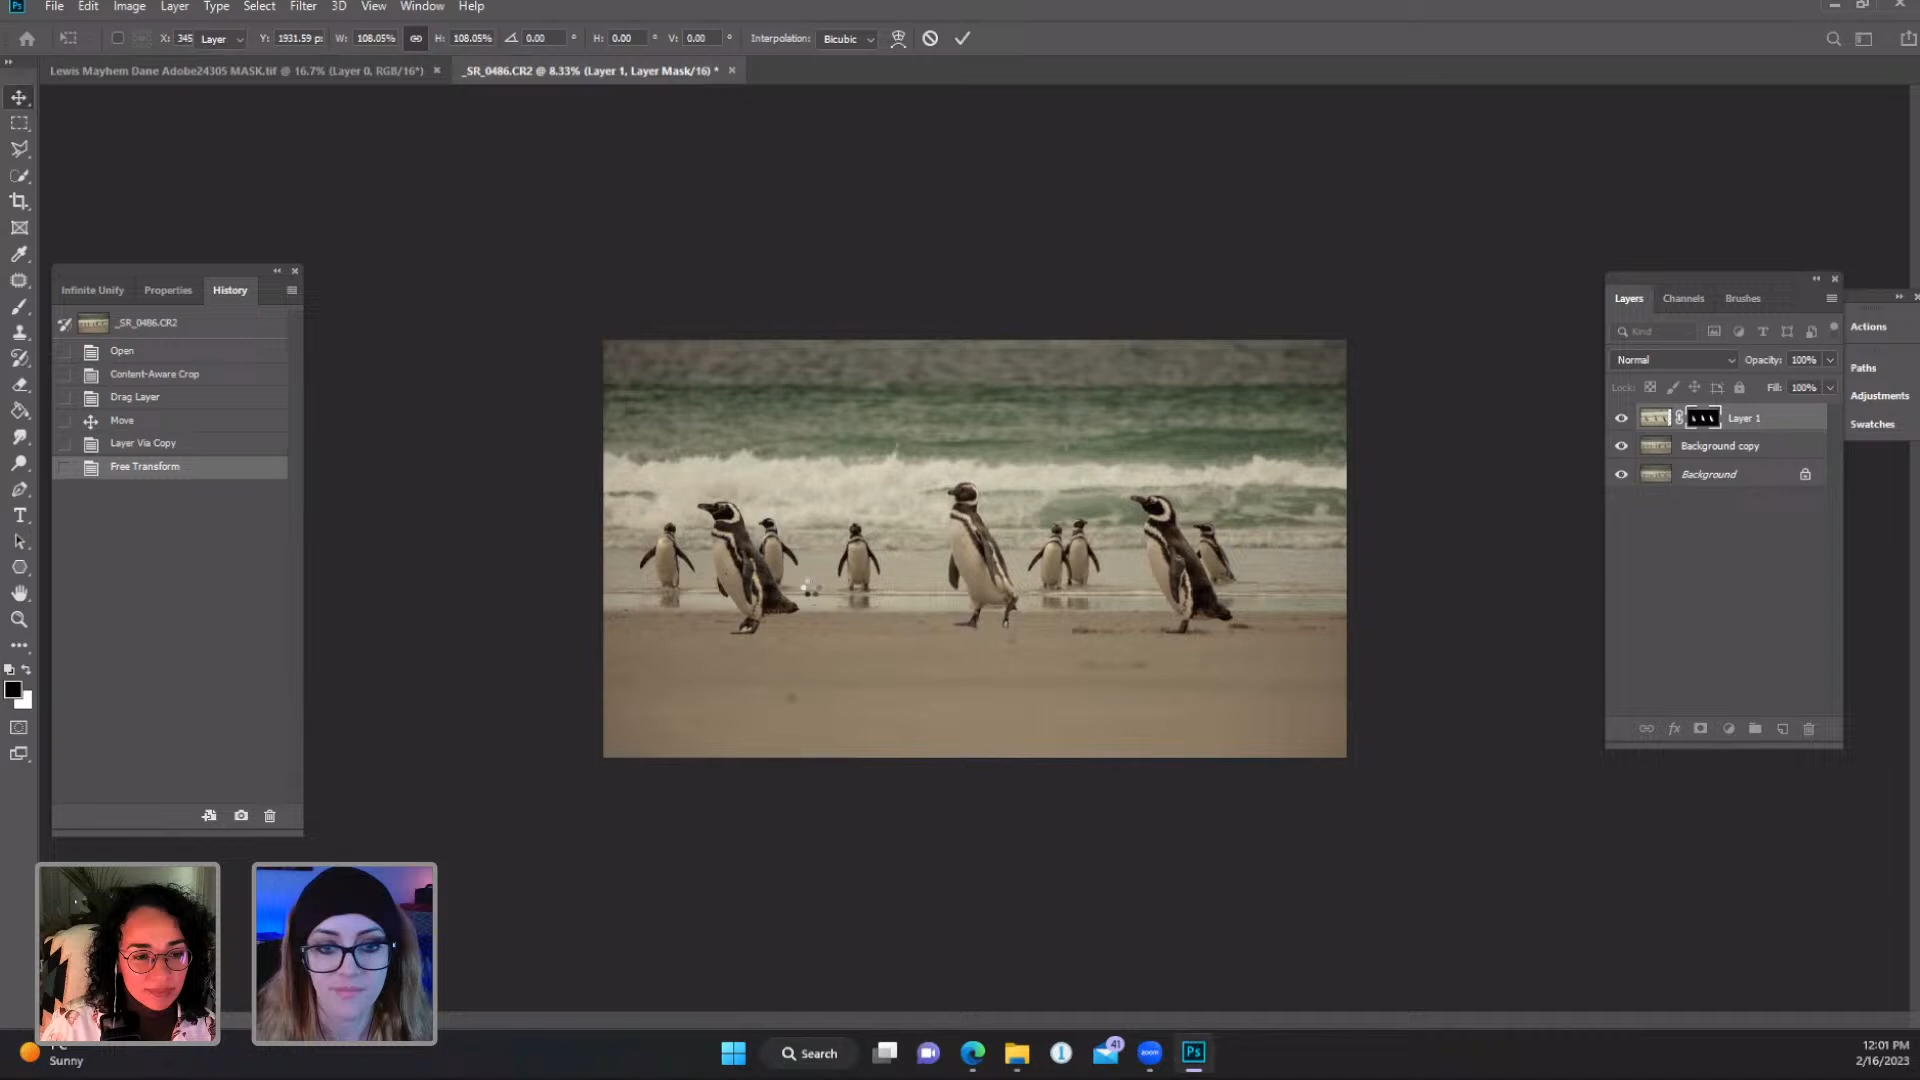 Ps File Edit Image Layer Type Select Filter 3D View Window Help
X: 345 Layer Y: 1931.59 px W: 108.05% H: 108.05% 0.00 ° H: 0.00 ° V: 0.00 ° Interpolation: Bicubic
Lewis Mayhem Dane Adobe24305 MASK.tif @ 16.7% (Layer 0, RGB/16*) × _SR_0486.CR2 @ 8.33% (Layer 1, Layer Mask/16) * ×
Infinite Unify Properties History
_SR_0486.CR2
Open
Content-Aware Crop
Drag Layer
Move
Layer Via Copy
Free Transform
Layers Channels Brushes
Kind
Normal Opacity: 100%
Lock: Fill: 100%
Layer 1
Background copy
Background
Actions
Paths
Adjustments
Swatches
Sunny
Search
41
zoom
Ps
12:01 PM
2/16/2023